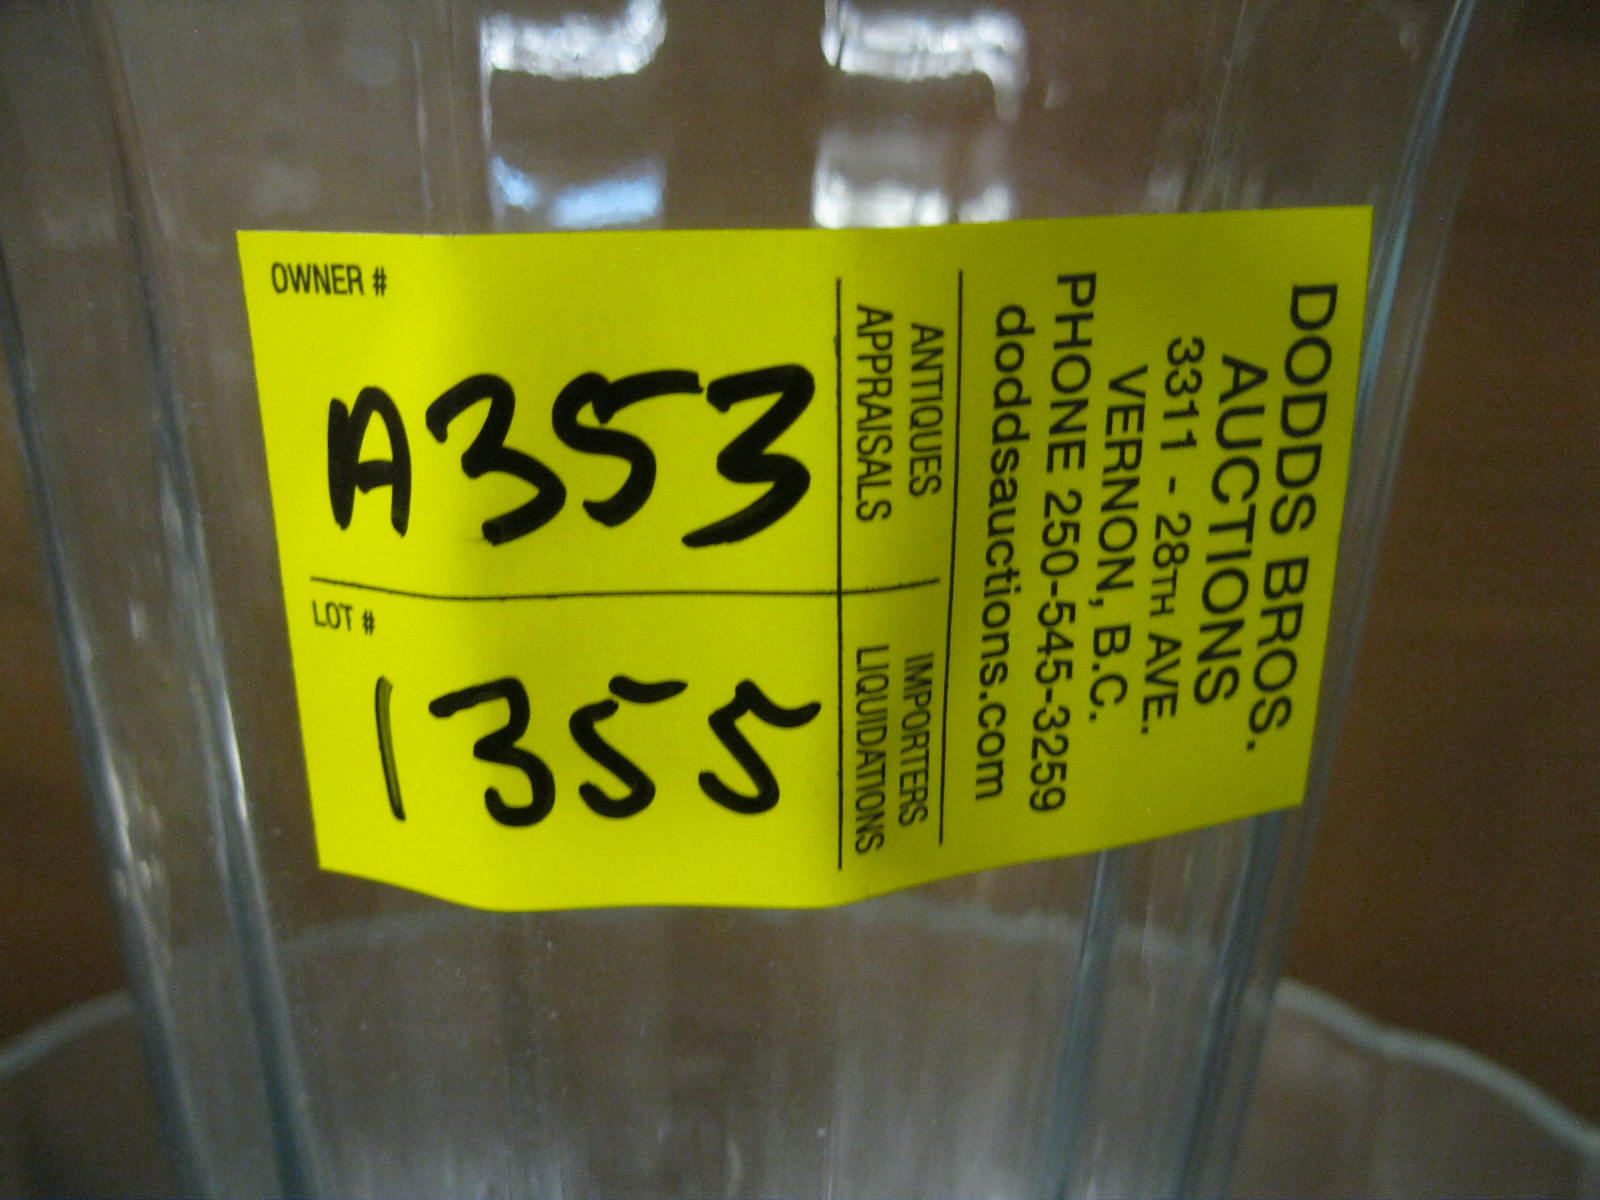 OWNER #
A353
LOT #
1355
ANTIQUES
APPRAISALS
IMPORTERS
LIQUIDATIONS
DODDS BROS.
AUCTIONS
3311 - 28TH AVE.
VERNON, B.C.
PHONE 250-545-3259
doddsauctions.com